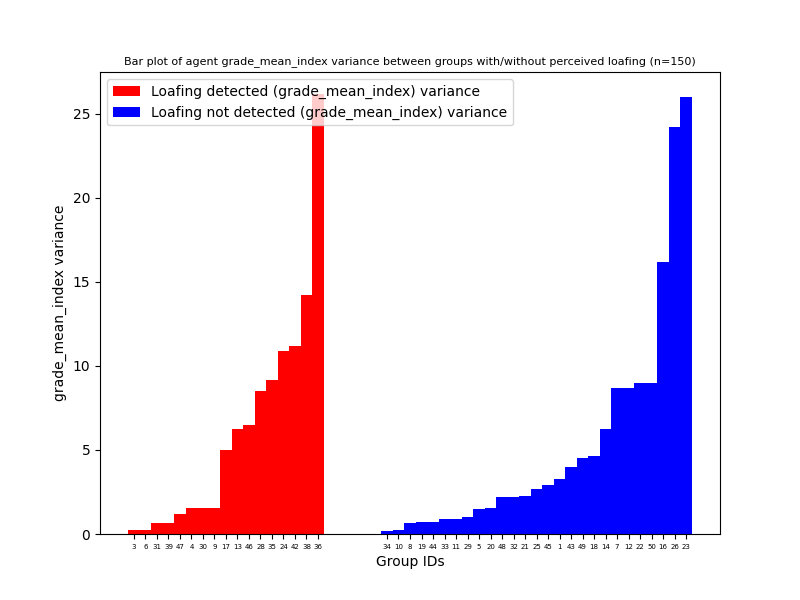 Bar plot of agent grade_mean_index variance between groups with/without perceived loafing (n=150)
Loafing detected (grade_mean_index) variance
Loafing not detected (grade_mean_index) variance
grade_mean_index variance
25
20
15
10
5
0
3 6 31 39 47 4 30 9 17 13 46 28 35 24 42 38 36 34 10 8 19 44 33 11 29 5 20 48 32 21 25 45 1 43 49 18 14 7 12 22 50 16 26 23
Group IDs